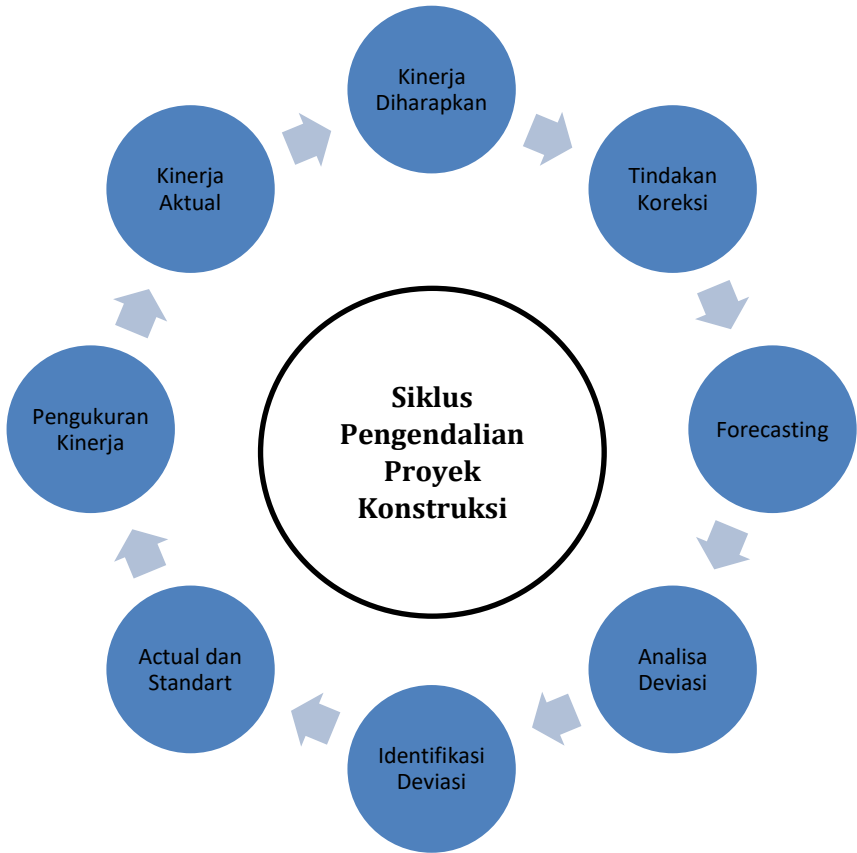 Kinerja
Diharapkan
Tindakan
Koreksi
Forecasting
Analisa
Deviasi
Identifikasi
Deviasi
Actual dan
Standart
Pengukuran
Kinerja
Kinerja
Aktual
Siklus
Pengendalian
Proyek
Konstruksi